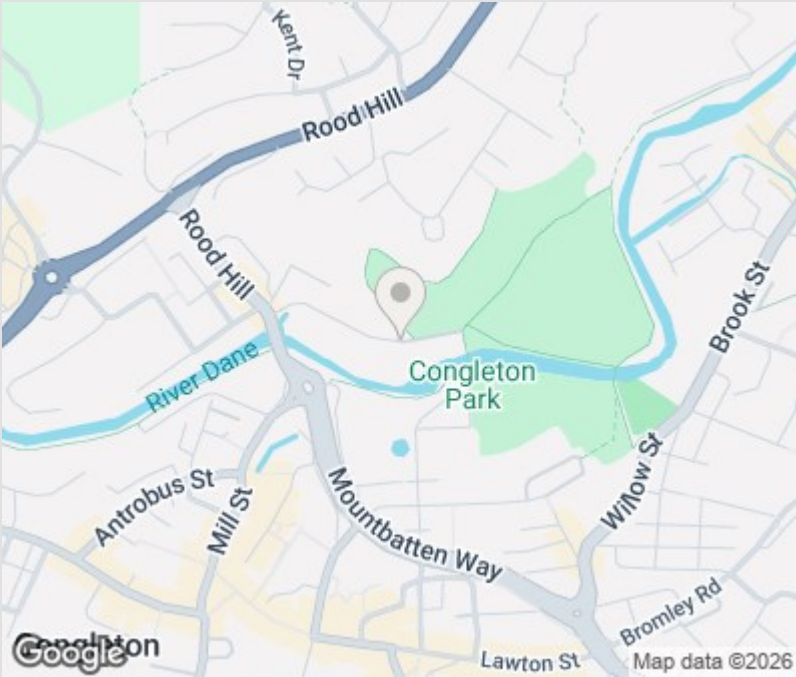 Kent Dr
Rood Hill
Rood Hill
River Dane
Brook St
Congleton
Park
Antrobus St
Mill St
Mountbatten Way
Willow St
Bromley Rd
Lawton St
Congleton
Google
Map data ©2026